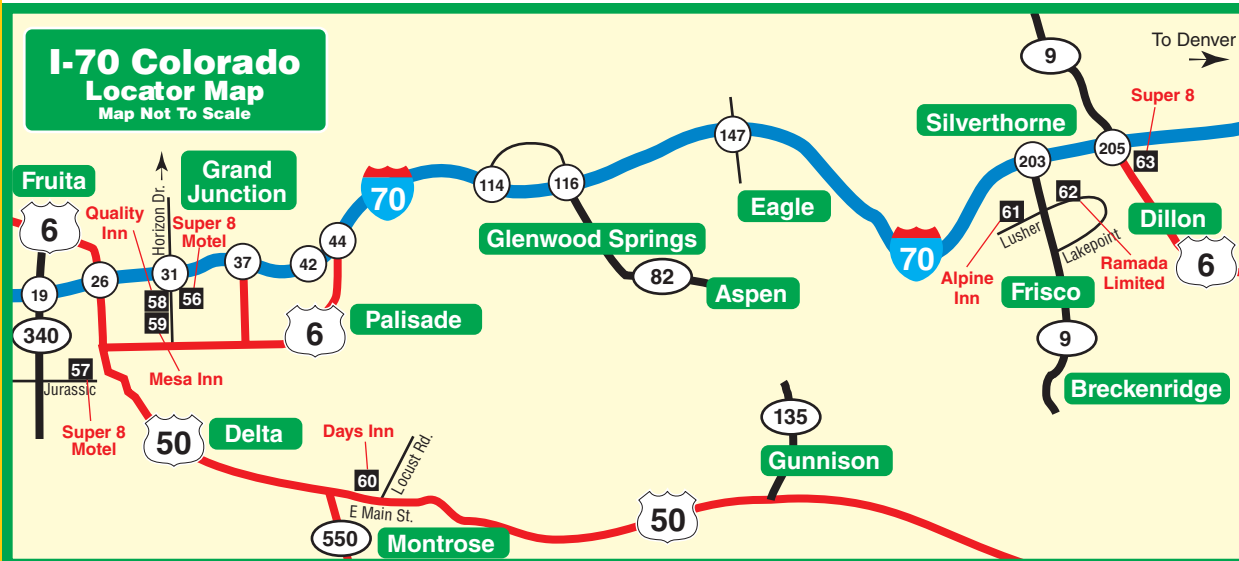 I-70 Colorado
Locator Map
Map Not To Scale
9
To Denver
Super 8
Silverthorne
147
205
63
203
Fruita
Grand
Junction
Horizon Dr.
6
Quality
Inn
Super 8
Motel
70
114
116
Eagle
61
62
Lusher
Lakepoint
Dillon
Glenwood Springs
44
37
42
31
26
19
58
56
59
82
Aspen
70
Alpine
Inn
Frisco
Ramada
Limited
6
340
6
Palisade
9
57
Jurassic
Mesa Inn
Breckenridge
Super 8
Motel
50
Delta
Days Inn
60
Locust Rd.
135
Gunnison
E Main St.
50
550
Montrose